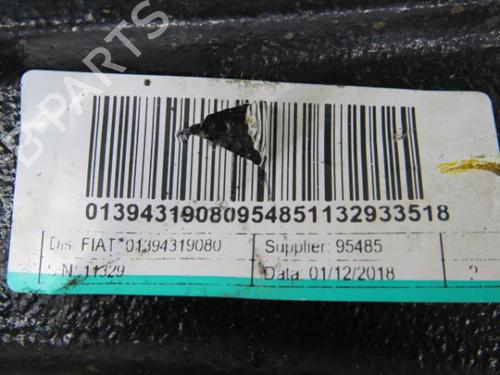 B-PARTS
01394319080954851132933518
Dis. FIAT*01394319080
Supplier: 95485
S/N: 11329
Data: 01/12/2018
?